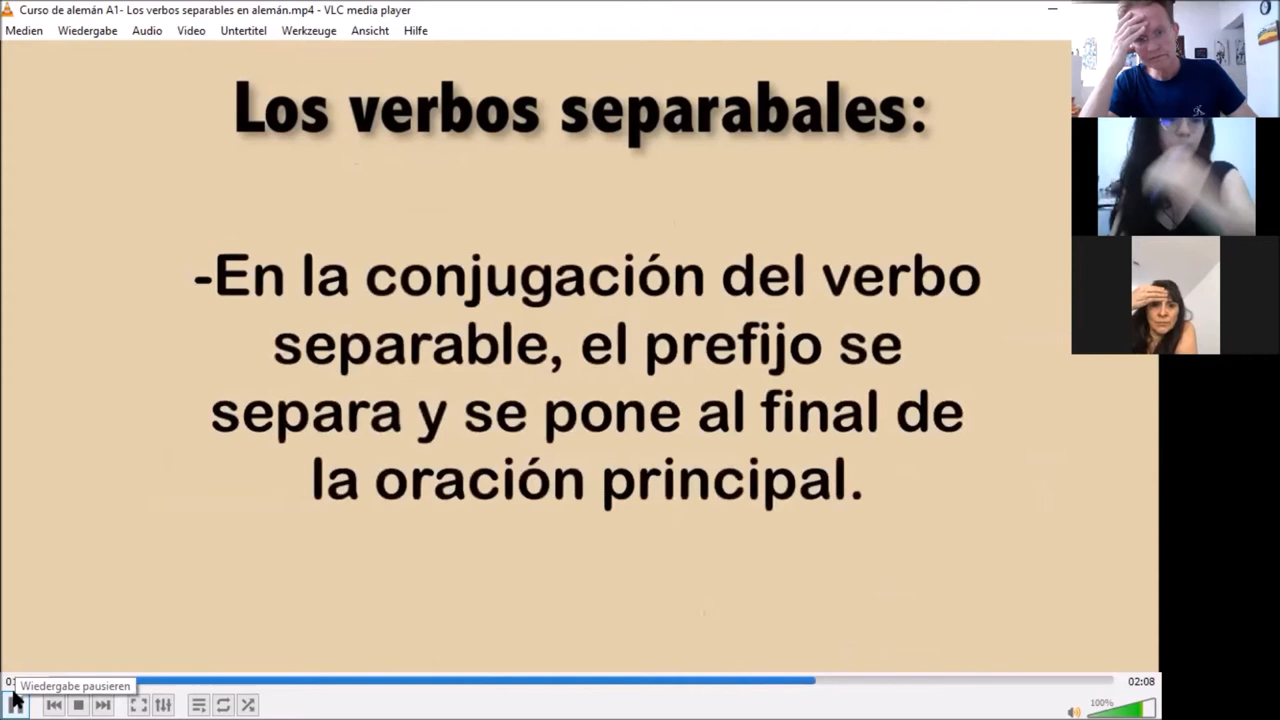 Curso de alemán A1- Los verbos separables en alemán.mp4 - VLC media player
Medien Wiedergabe Audio Video Untertitel Werkzeuge Ansicht Hilfe
Los verbos separabales:
-En la conjugación del verbo
separable, el prefijo se
separa y se pone al final de
la oración principal.
Wiedergabe pausieren
02:08
100%